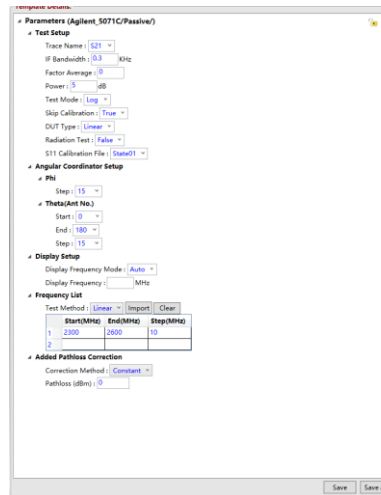 Template Details:
Parameters (Agilent_5071C/Passive/)
Test Setup
Trace Name : S21
IF Bandwidth : 0.3 KHz
Factor Average : 0
Power : 5 dB
Test Mode : Log
Skip Calibration : True
DUT Type : Linear
Radiation Test : False
S11 Calibration File : State01
Angular Coordinator Setup
Phi
Step : 15
Theta(Ant No.)
Start : 0
End : 180
Step : 15
Display Setup
Display Frequency Mode : Auto
Display Frequency : MHz
Frequency List
Test Method : Linear Import Clear
Start(MHz) End(MHz) Step(MHz)
1 2300 2600 10
2
Added Pathloss Correction
Correction Method : Constant
Pathloss (dBm) : 0
Save Save